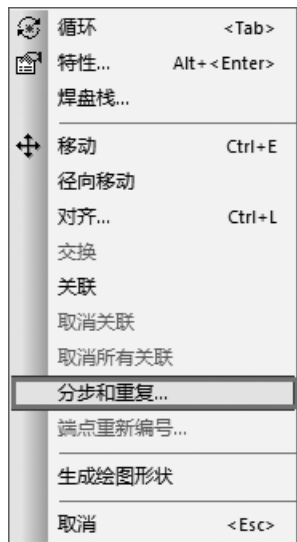 循环 <Tab>
特性... Alt+<Enter>
焊盘栈...
移动 Ctrl+E
径向移动
对齐... Ctrl+L
交换
关联
取消关联
取消所有关联
分步和重复...
端点重新编号...
生成绘图形状
取消 <Esc>